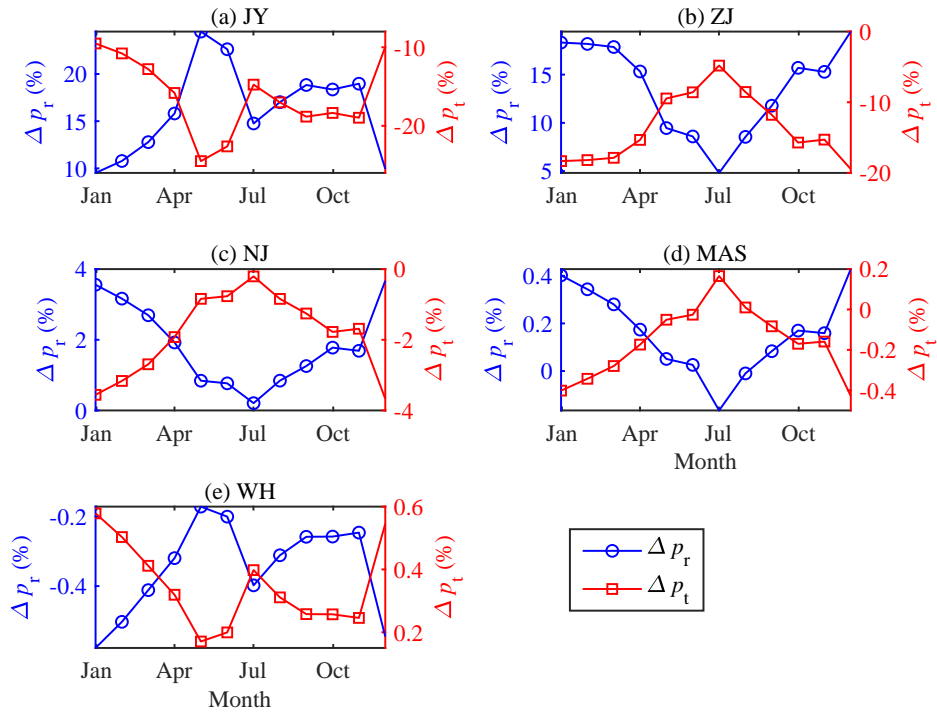 (a) JY
Δ p_r (%)
20
15
10
-10
-20
Δ p_t (%)
Jan Apr Jul Oct
(b) ZJ
Δ p_r (%)
15
10
5
0
-10
-20
Δ p_t (%)
Jan Apr Jul Oct
(c) NJ
Δ p_r (%)
4
2
0
0
-2
-4
Δ p_t (%)
Jan Apr Jul Oct
(d) MAS
Δ p_r (%)
0.4
0.2
0
0.2
0
-0.2
-0.4
Δ p_t (%)
Jan Apr Jul Oct
Month
(e) WH
Δ p_r (%)
-0.2
-0.4
0.6
0.4
0.2
Δ p_t (%)
Jan Apr Jul Oct
Month
Δ p_r
Δ p_t